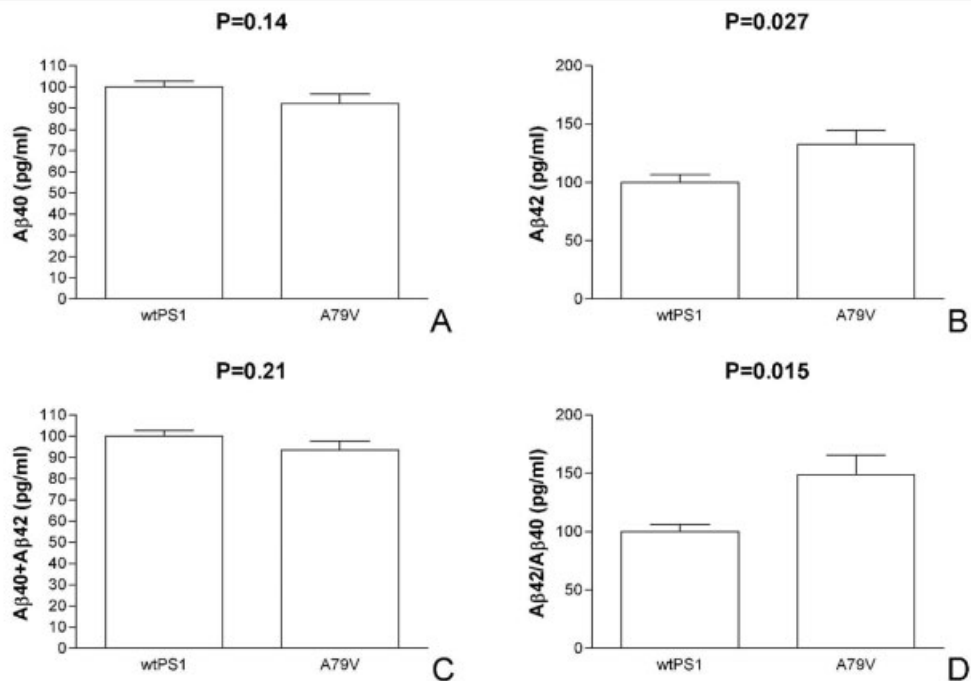 P=0.14
Aβ40 (pg/ml)
110
100
90
80
70
60
50
40
30
20
10
0
wtPS1 A79V
A
P=0.027
Aβ42 (pg/ml)
200
150
100
50
0
wtPS1 A79V
B
P=0.21
Aβ40+Aβ42 (pg/ml)
110
100
90
80
70
60
50
40
30
20
10
0
wtPS1 A79V
C
P=0.015
Aβ42/Aβ40 (pg/ml)
200
150
100
50
0
wtPS1 A79V
D